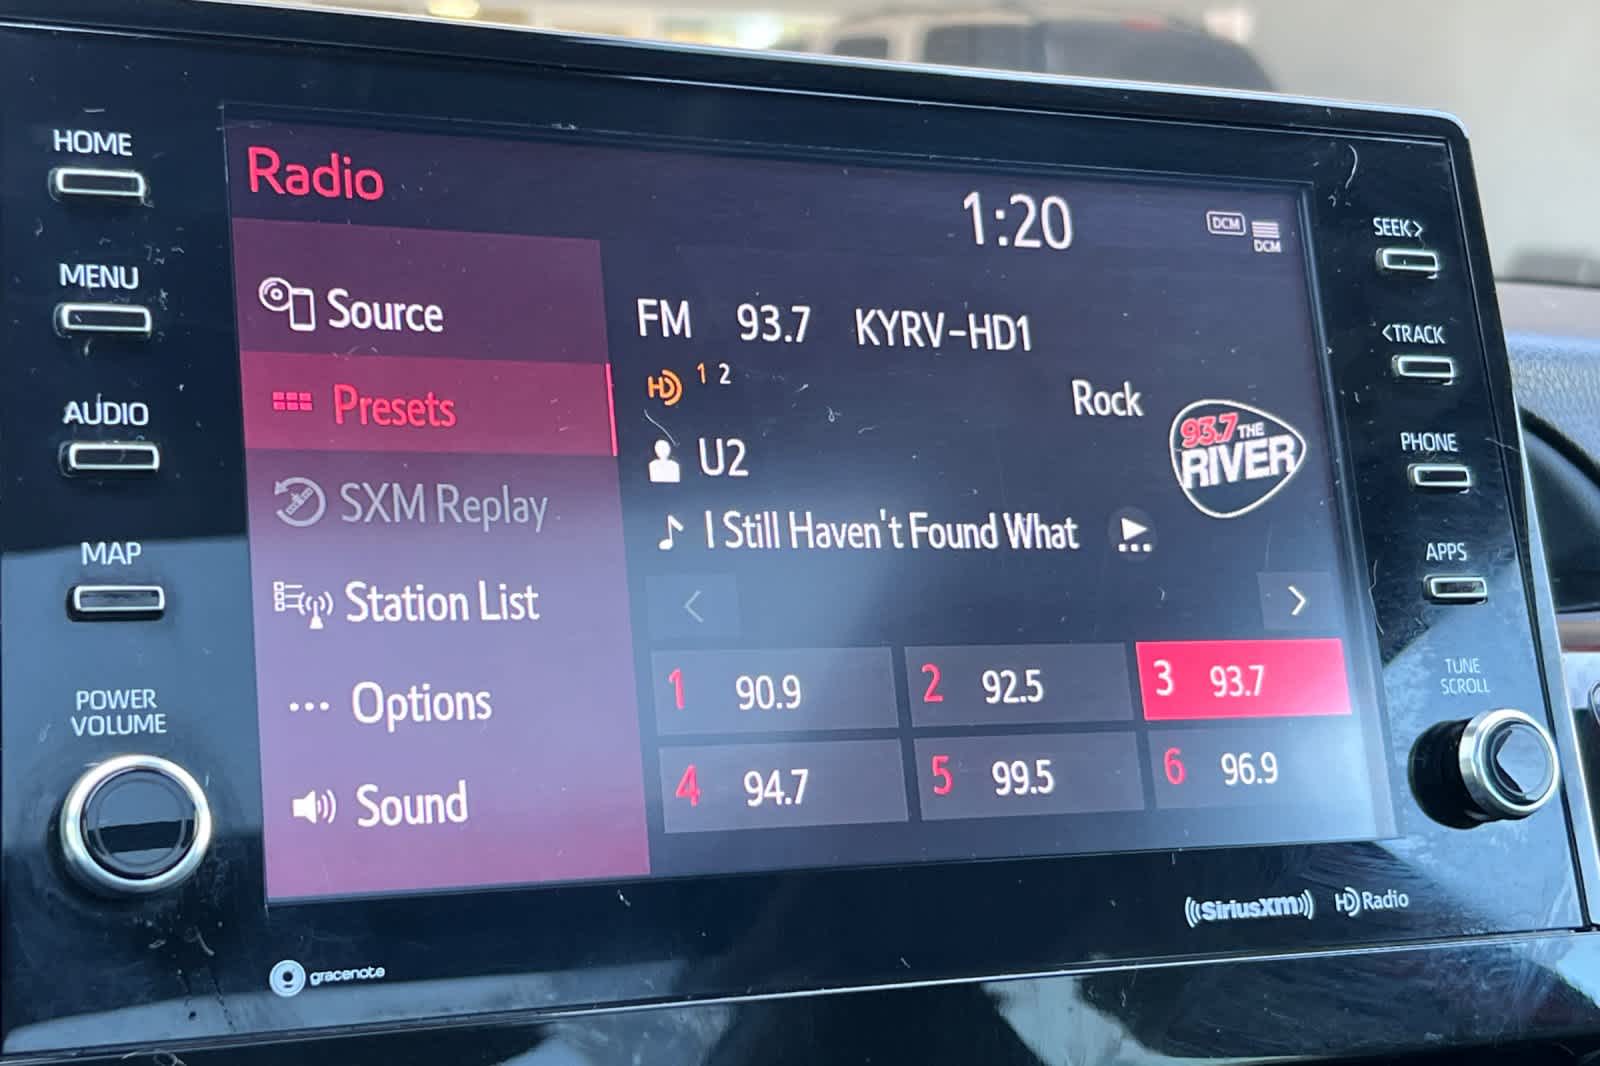 HOME
MENU
AUDIO
MAP
POWER
VOLUME
Radio
1:20
DCM
DCM
Source
Presets
SXM Replay
Station List
Options
Sound
FM 93.7 KYRV-HD1
HD 1 2
Rock
U2
I Still Haven't Found What
93.7 THE
RIVER
1 90.9
2 92.5
3 93.7
4 94.7
5 99.5
6 96.9
SEEK>
<TRACK
PHONE
APPS
TUNE
SCROLL
gracenote
SiriusXM
HD Radio